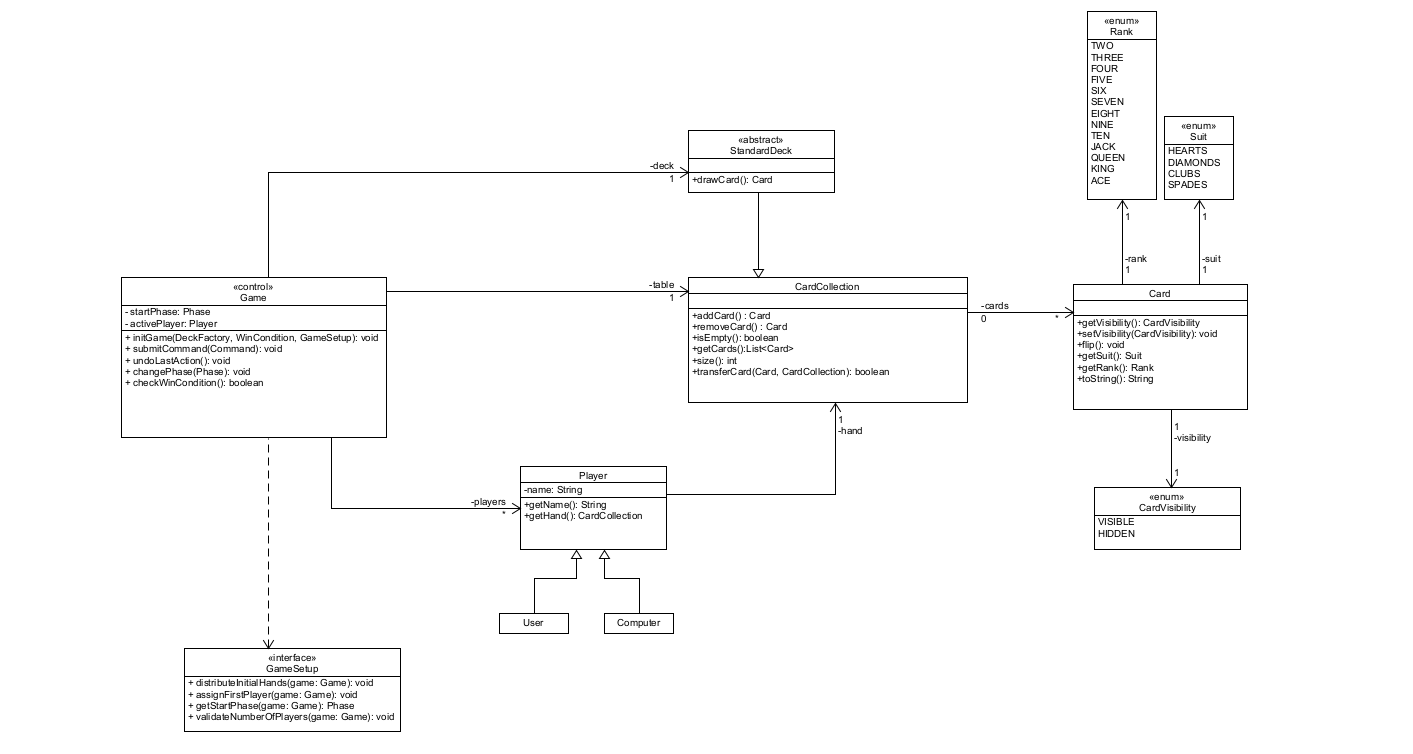 «enum»
Rank
TWO
THREE
FOUR
FIVE
SIX
SEVEN
EIGHT
NINE
TEN
JACK
QUEEN
KING
ACE
«enum»
Suit
HEARTS
DIAMONDS
CLUBS
SPADES
«abstract»
StandardDeck
+drawCard(): Card
-deck
1
1
1
-rank
1
-suit
1
«control»
Game
- startPhase: Phase
- activePlayer: Player
+ initGame(DeckFactory, WinCondition, GameSetup): void
+ submitCommand(Command): void
+ undoLastAction(): void
+ changePhase(Phase): void
+ checkWinCondition(): boolean
-table
1
CardCollection
+addCard() : Card
+removeCard() : Card
+isEmpty(): boolean
+getCards():List<Card>
+size(): int
+transferCard(Card, CardCollection): boolean
-cards
0
*
Card
+getVisibility(): CardVisibility
+setVisibility(CardVisibility): void
+flip(): void
+getSuit(): Suit
+getRank(): Rank
+toString(): String
1
-hand
1
-visibility
1
-players
*
Player
-name: String
+getName(): String
+getHand(): CardCollection
«enum»
CardVisibility
VISIBLE
HIDDEN
User
Computer
«interface»
GameSetup
+ distributeInitialHands(game: Game): void
+ assignFirstPlayer(game: Game): void
+ getStartPhase(game: Game): Phase
+ validateNumberOfPlayers(game: Game): void